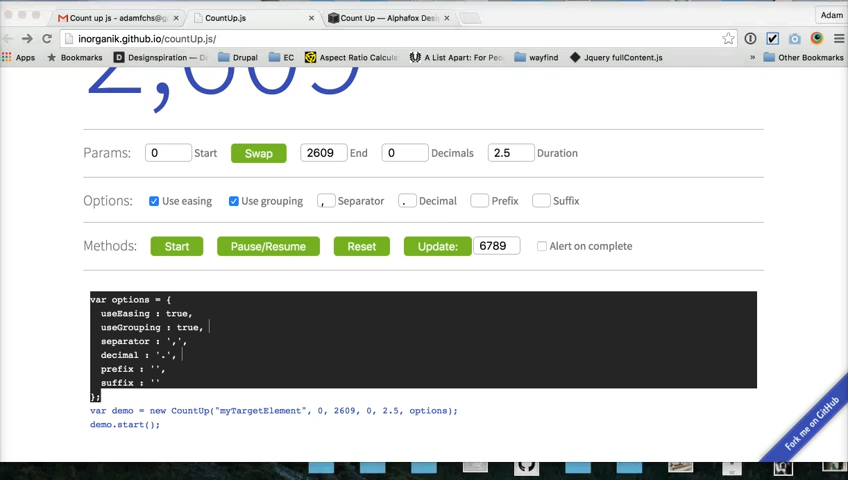 Count up js - adamfchs@g
CountUp.js
Count Up — Alphafox Desi
Adam
inorganik.github.io/countUp.js/
Apps
Bookmarks
Designspiration — D
Drupal
EC
Aspect Ratio Calcula
A List Apart: For Peo
wayfind
Jquery fullContent.js
»
Other Bookmarks
2,609
Params: 0 Start Swap 2609 End 0 Decimals 2.5 Duration
Options: Use easing Use grouping , Separator . Decimal Prefix Suffix
Methods: Start Pause/Resume Reset Update: 6789 Alert on complete
var options = {
useEasing : true,
useGrouping : true,
separator : ',',
decimal : '.',
prefix : '',
suffix : ''
};
var demo = new CountUp("myTargetElement", 0, 2609, 0, 2.5, options);
demo.start();
Fork me on GitHub